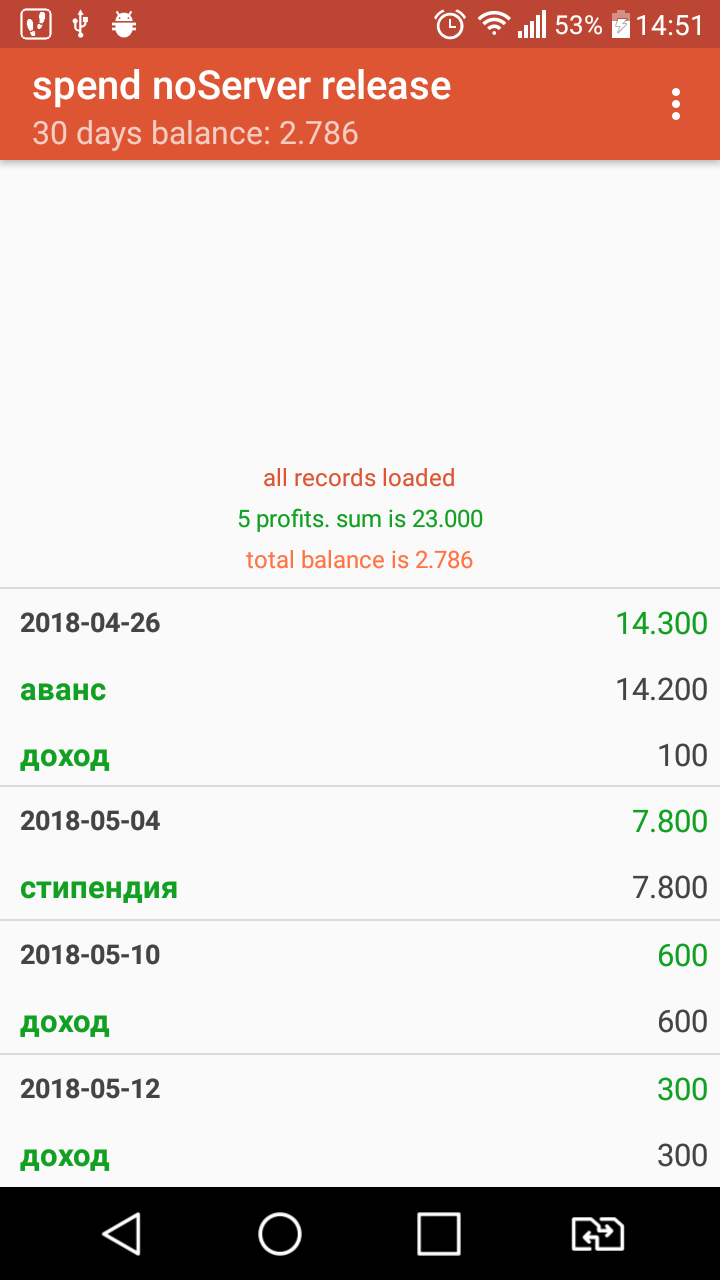 53% 14:51
spend noServer release
30 days balance: 2.786
all records loaded
5 profits. sum is 23.000
total balance is 2.786
2018-04-26 14.300
аванс 14.200
доход 100
2018-05-04 7.800
стипендия 7.800
2018-05-10 600
доход 600
2018-05-12 300
доход 300